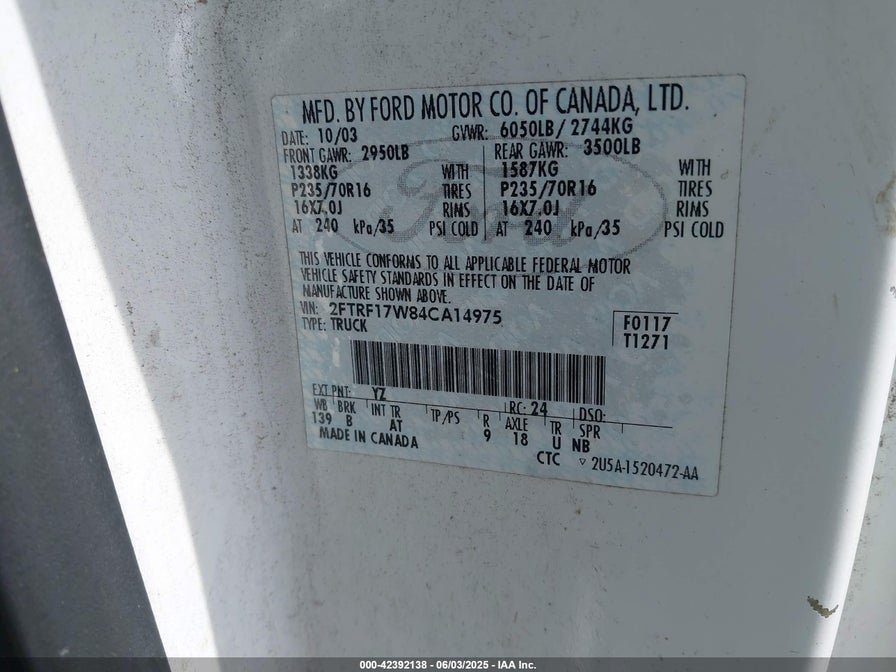 MFD. BY FORD MOTOR CO. OF CANADA, LTD.
DATE: 10/03 GVWR: 6050LB/ 2744KG
FRONT GAWR: 2950LB REAR GAWR: 3500LB
1338KG WITH 1587KG WITH
P235/70R16 TIRES P235/70R16 TIRES
16X7.0J RIMS 16X7.0J RIMS
AT 240 kPa/35 PSI COLD AT 240 kPa/35 PSI COLD
Ford
THIS VEHICLE CONFORMS TO ALL APPLICABLE FEDERAL MOTOR
VEHICLE SAFETY STANDARDS IN EFFECT ON THE DATE OF
MANUFACTURE SHOWN ABOVE.
VIN: 2FTRF17W84CA14975
TYPE: TRUCK
F0117
T1271
EXT PNT: YZ RC: 24 DSO:
WB BRK INT TR TP/PS R AXLE TR SPR
139 B AT 9 18 U NB
MADE IN CANADA
CTC ▽ 2U5A-1520472-AA
000-42392138 - 06/03/2025 - IAA Inc.